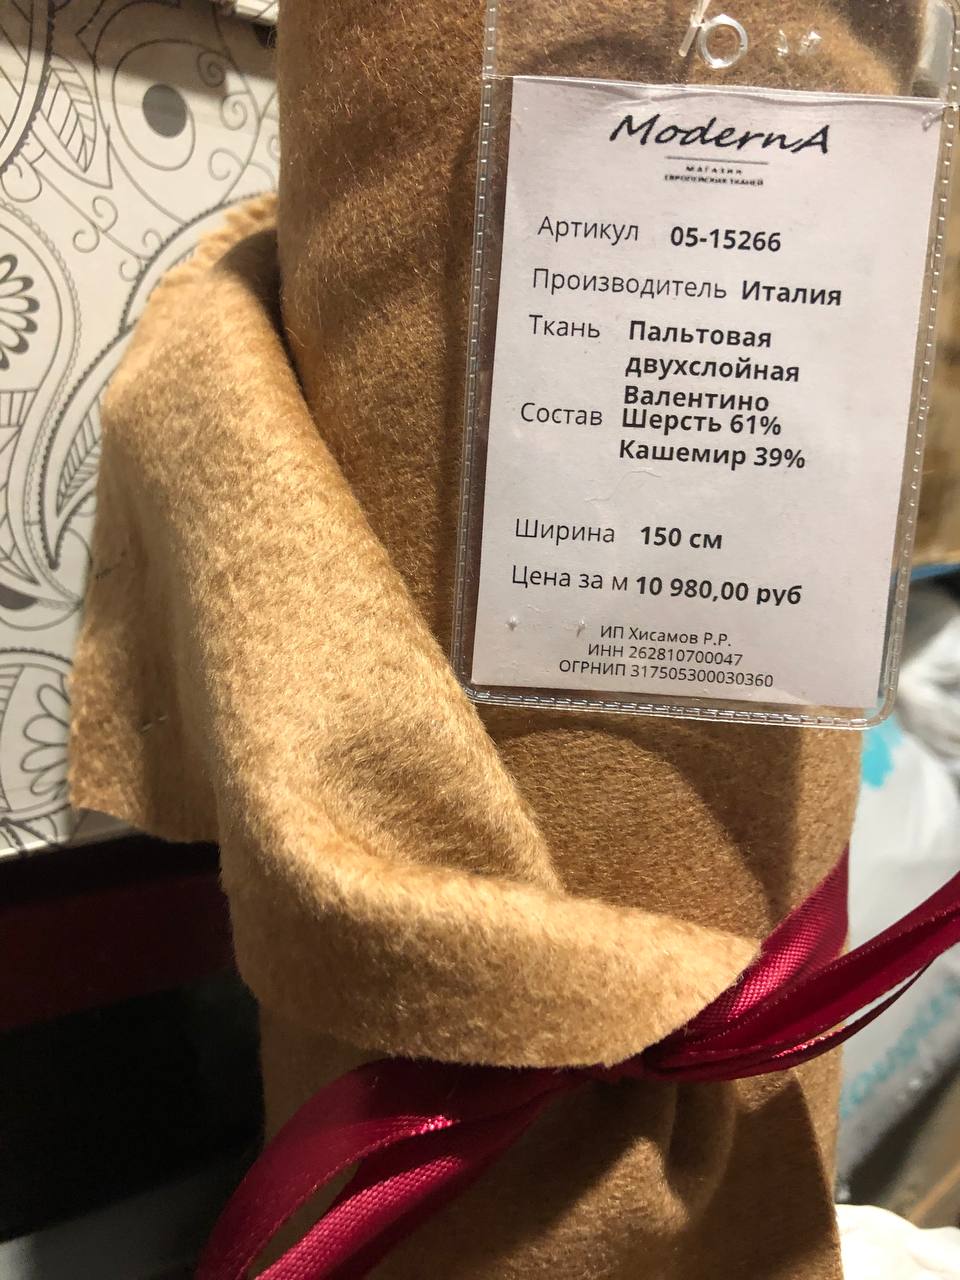 ModernA
МАГАЗИН
ЕВРОПЕЙСКИХ ТКАНЕЙ
Артикул 05-15266
Производитель Италия
Ткань Пальтовая
двухслойная
Валентино
Состав Шерсть 61%
Кашемир 39%
Ширина 150 см
Цена за м 10 980,00 руб
ИП Хисамов Р.Р.
ИНН 262810700047
ОГРНИП 317505300030360